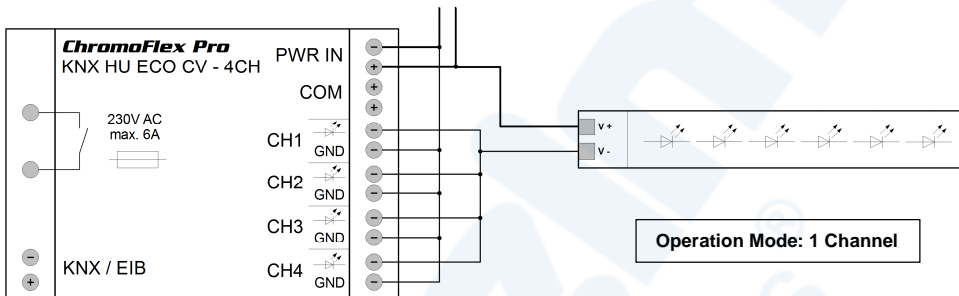 ChromoFlex Pro
KNX HU ECO CV - 4CH
PWR IN
COM
230V AC
max. 6A
CH1
GND
CH2
GND
CH3
GND
CH4
GND
KNX / EIB
V +
V -
Operation Mode: 1 Channel
-
+
+
+
-
-
-
-
-
-
-
-
-
+
®